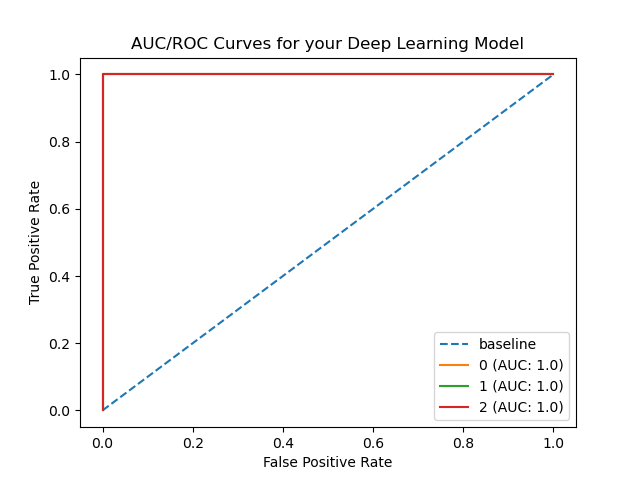 AUC/ROC Curves for your Deep Learning Model
1.0
0.8
0.6
0.4
0.2
0.0
True Positive Rate
baseline
0 (AUC: 1.0)
1 (AUC: 1.0)
2 (AUC: 1.0)
0.0 0.2 0.4 0.6 0.8 1.0
False Positive Rate